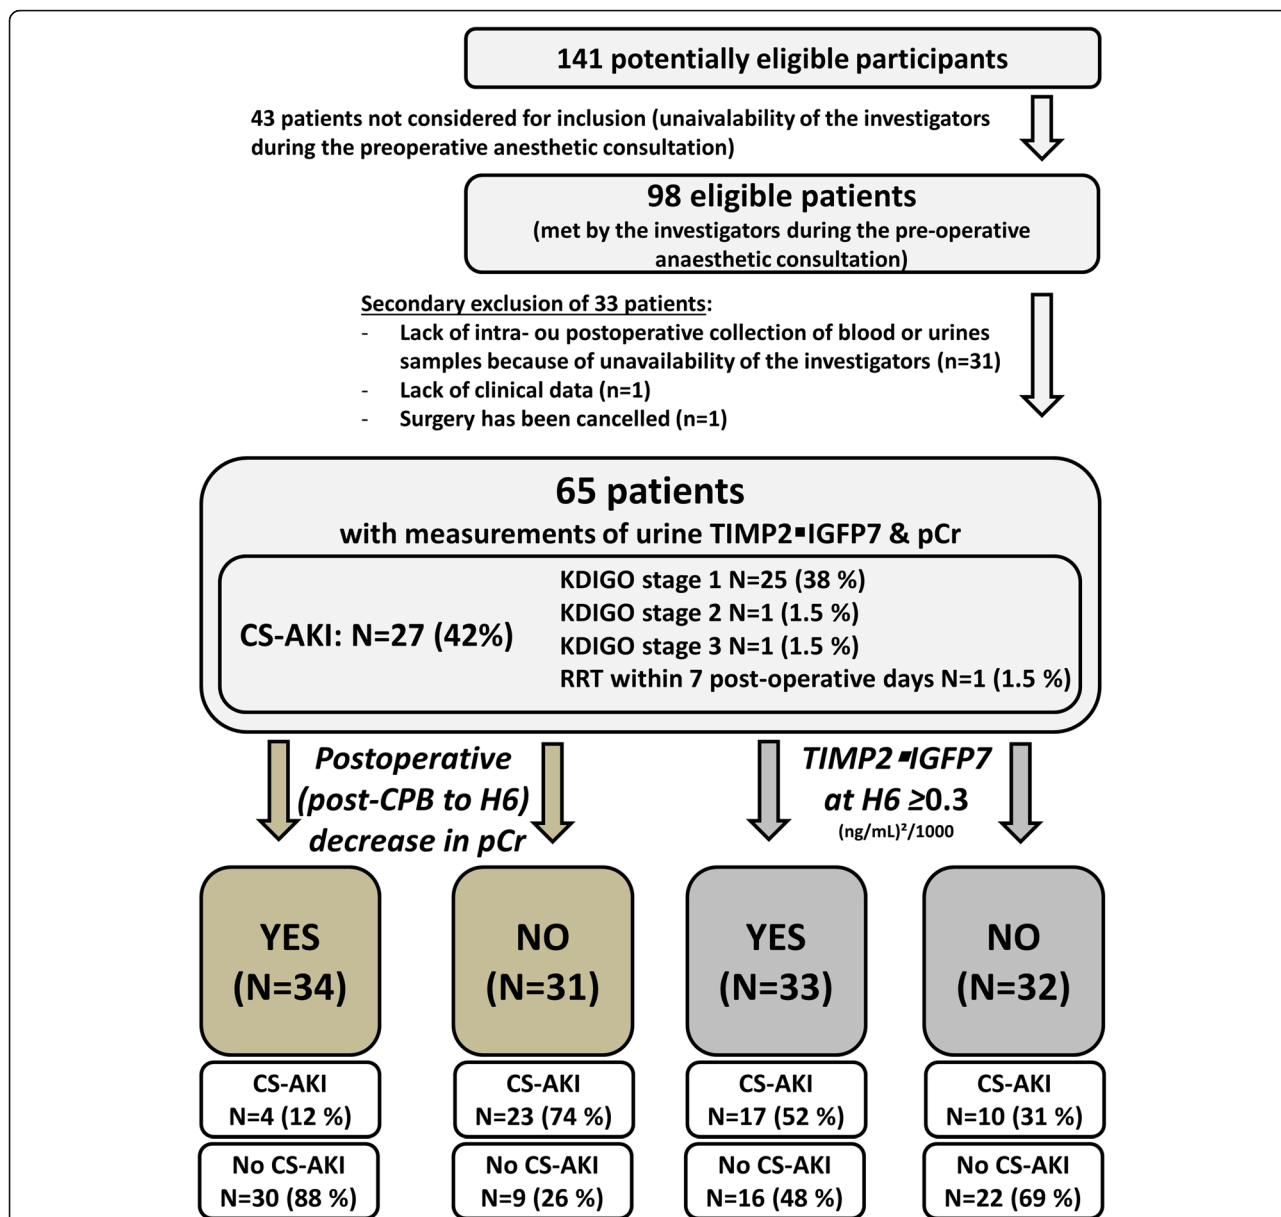 141 potentially eligible participants
43 patients not considered for inclusion (unaivalability of the investigators
during the preoperative anesthetic consultation)
98 eligible patients
(met by the investigators during the pre-operative
anaesthetic consultation)
Secondary exclusion of 33 patients:
- Lack of intra- ou postoperative collection of blood or urines
samples because of unavailability of the investigators (n=31)
- Lack of clinical data (n=1)
- Surgery has been cancelled (n=1)
65 patients
with measurements of urine TIMP2▪IGFP7 & pCr
CS-AKI: N=27 (42%)
KDIGO stage 1 N=25 (38 %)
KDIGO stage 2 N=1 (1.5 %)
KDIGO stage 3 N=1 (1.5 %)
RRT within 7 post-operative days N=1 (1.5 %)
Postoperative
(post-CPB to H6)
decrease in pCr
TIMP2▪IGFP7
at H6 ≥0.3
(ng/mL)²/1000
YES
(N=34)
NO
(N=31)
YES
(N=33)
NO
(N=32)
CS-AKI
N=4 (12 %)
CS-AKI
N=23 (74 %)
CS-AKI
N=17 (52 %)
CS-AKI
N=10 (31 %)
No CS-AKI
N=30 (88 %)
No CS-AKI
N=9 (26 %)
No CS-AKI
N=16 (48 %)
No CS-AKI
N=22 (69 %)